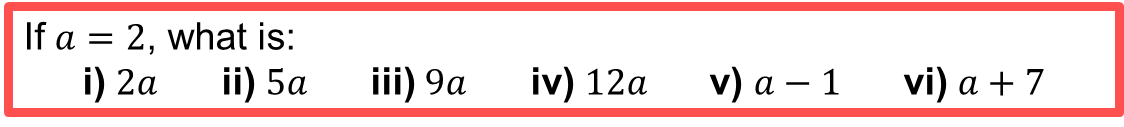 If 𝑎 = 2, what is:
i) 2𝑎 ii) 5𝑎 iii) 9𝑎 iv) 12𝑎 v) 𝑎 − 1 vi) 𝑎 + 7